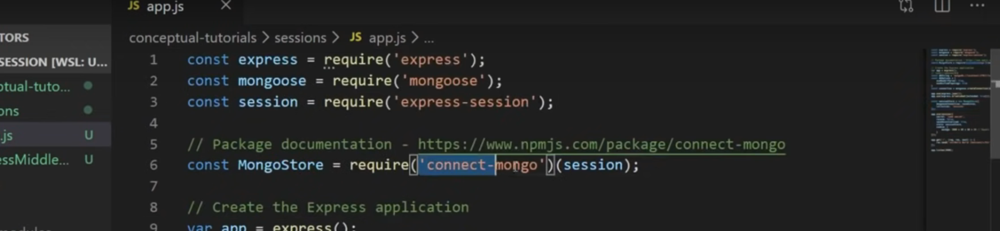 JS app.js
TORS
SESSION [WSL: U...
ptual-tuto...
ons
.js U
essMiddle... U
conceptual-tutorials > sessions > JS app.js > ...
1 const express = require('express');
2 const mongoose = require('mongoose');
3 const session = require('express-session');
4
5 // Package documentation - https://www.npmjs.com/package/connect-mongo
6 const MongoStore = require('connect-mongo')(session);
7
8 // Create the Express application
9 var app = express();